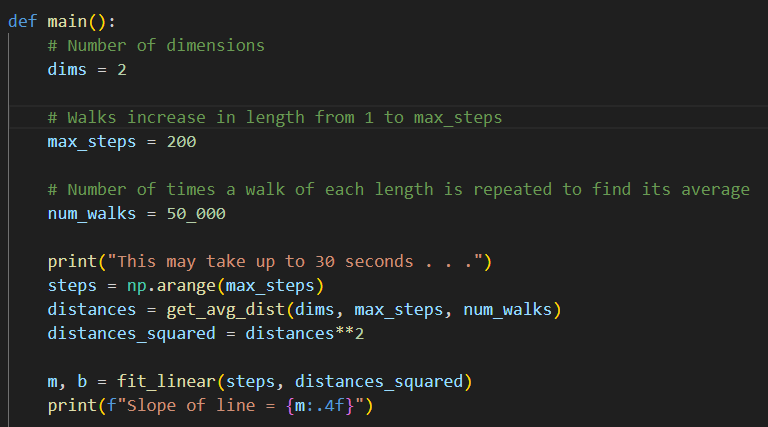 def main():
    # Number of dimensions
    dims = 2
    # Walks increase in length from 1 to max_steps
    max_steps = 200
    # Number of times a walk of each length is repeated to find its average
    num_walks = 50_000
    print("This may take up to 30 seconds . . .")
    steps = np.arange(max_steps)
    distances = get_avg_dist(dims, max_steps, num_walks)
    distances_squared = distances**2
    m, b = fit_linear(steps, distances_squared)
    print(f"Slope of line = {m:.4f}")